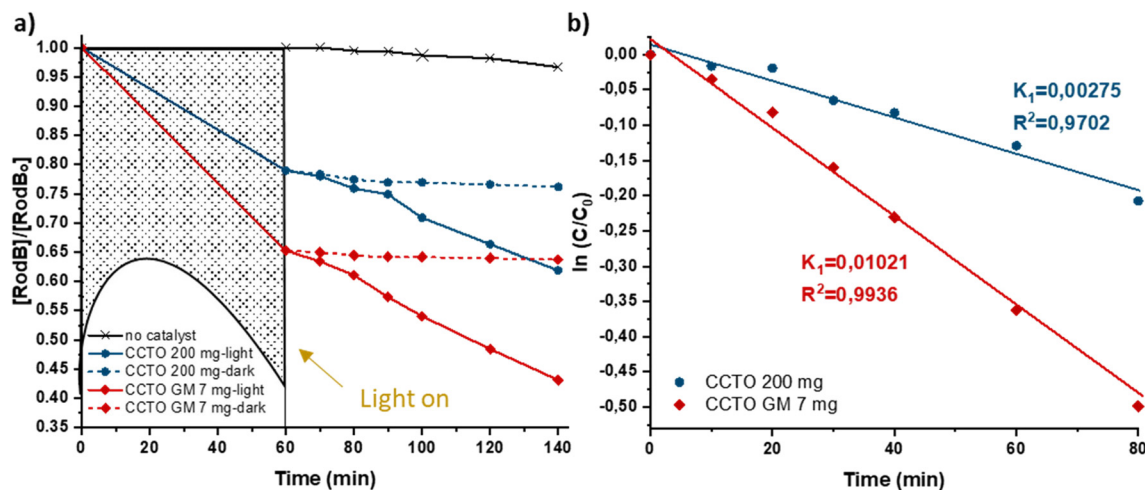 a)
[RodB]/[RodB₀]
1.00
0.95
0.90
0.85
0.80
0.75
0.70
0.65
0.60
0.55
0.50
0.45
0.40
0.35
no catalyst
CCTO 200 mg-light
CCTO 200 mg-dark
CCTO GM 7 mg-light
CCTO GM 7 mg-dark
Light on
0 20 40 60 80 100 120 140
Time (min)
b)
ln (C/C₀)
0,00
-0,05
-0,10
-0,15
-0,20
-0,25
-0,30
-0,35
-0,40
-0,45
-0,50
K₁=0,00275
R²=0,9702
K₁=0,01021
R²=0,9936
CCTO 200 mg
CCTO GM 7 mg
0 20 40 60 80
Time (min)